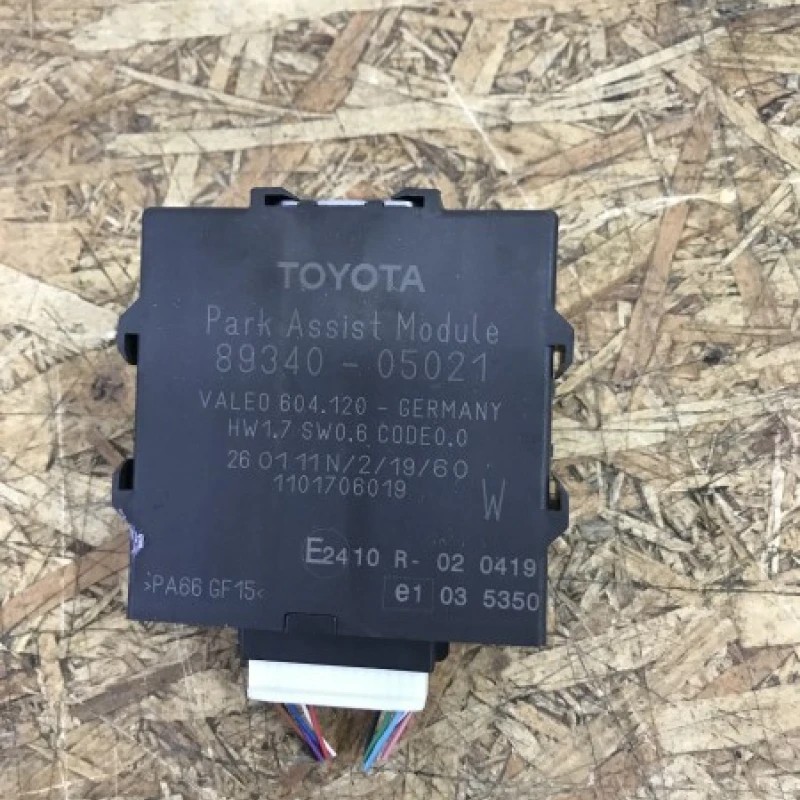 TOYOTA
Park Assist Module
89340 - 05021
VALEO 604.120 - GERMANY
HW1.7 SW0.6 CODE0.0
26 01 11N/2/19/60
1101706019
W
E2410 R- 02 0419
>PA66 GF15<
e1 03 5350